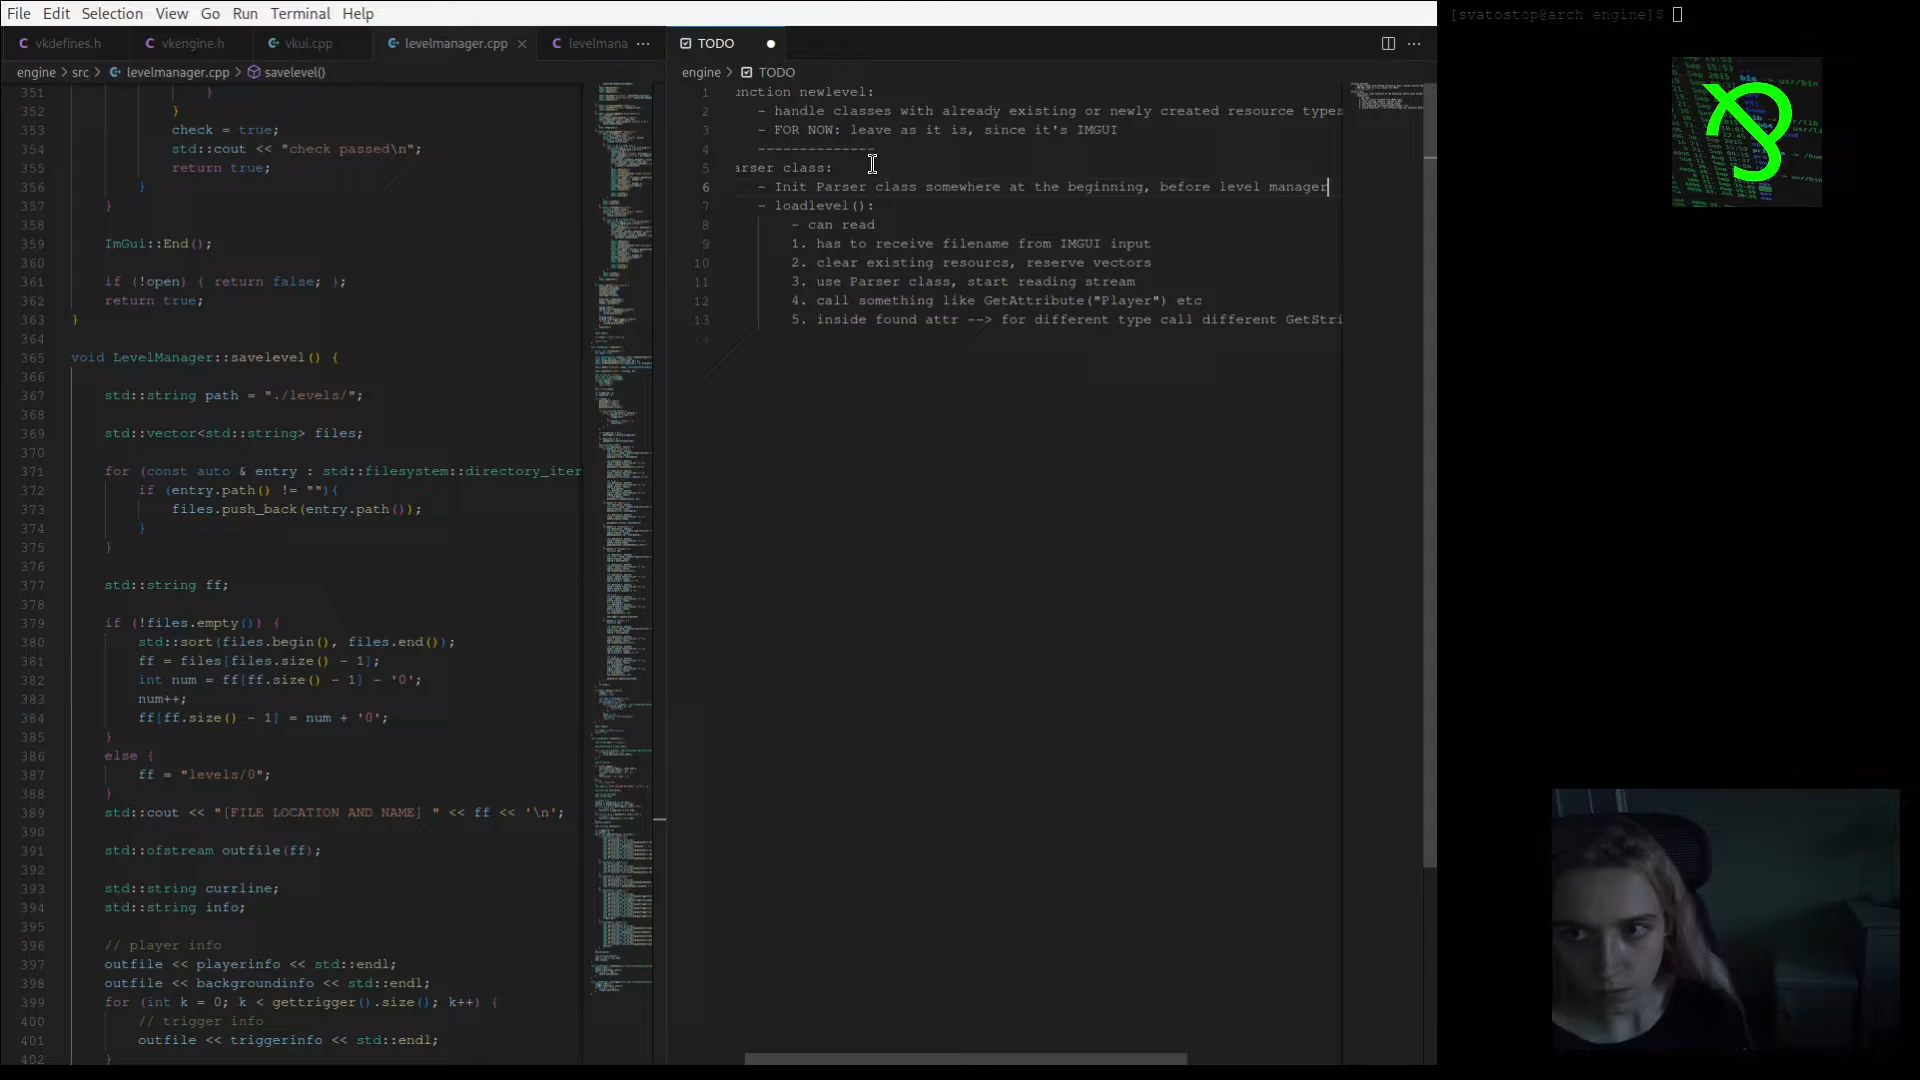 File Edit Selection View Go Run Terminal Help
vkdefines.h vkengine.h vkui.cpp levelmanager.cpp levelmana
engine > src > levelmanager.cpp > savelevel()
351 }
352 }
353 check = true;
354 std::cout << "check passed\n";
355 return true;
356 }
357 }
358
359 ImGui::End();
360
361 if (!open) { return false; };
362 return true;
363 }
364
365 void LevelManager::savelevel() {
366
367 std::string path = "./levels/";
368
369 std::vector<std::string> files;
370
371 for (const auto & entry : std::filesystem::directory_iter
372 if (entry.path() != ""){
373 files.push_back(entry.path());
374 }
375 }
376
377 std::string ff;
378
379 if (!files.empty()) {
380 std::sort(files.begin(), files.end());
381 ff = files[files.size() - 1];
382 int num = ff[ff.size() - 1] - '0';
383 num++;
384 ff[ff.size() - 1] = num + '0';
385 }
386 else {
387 ff = "levels/0";
388 }
389 std::cout << "[FILE LOCATION AND NAME] " << ff << '\n';
390
391 std::ofstream outfile(ff);
392
393 std::string currline;
394 std::string info;
395
396 // player info
397 outfile << playerinfo << std::endl;
398 outfile << backgroundinfo << std::endl;
399 for (int k = 0; k < gettrigger().size(); k++) {
400 // trigger info
401 outfile << triggerinfo << std::endl;
402 }
TODO
engine > TODO
1 unction newlevel:
2 - handle classes with already existing or newly created resource types
3 - FOR NOW: leave as it is, since it's IMGUI
4 --------------
5 arser class:
6 - Init Parser class somewhere at the beginning, before level manager
7 - loadlevel():
8 - can read
9 1. has to receive filename from IMGUI input
10 2. clear existing resourcs, reserve vectors
11 3. use Parser class, start reading stream
12 4. call something like GetAttribute("Player") etc
13 5. inside found attr --> for different type call different GetStri
14
[svatostop@arch engine]$